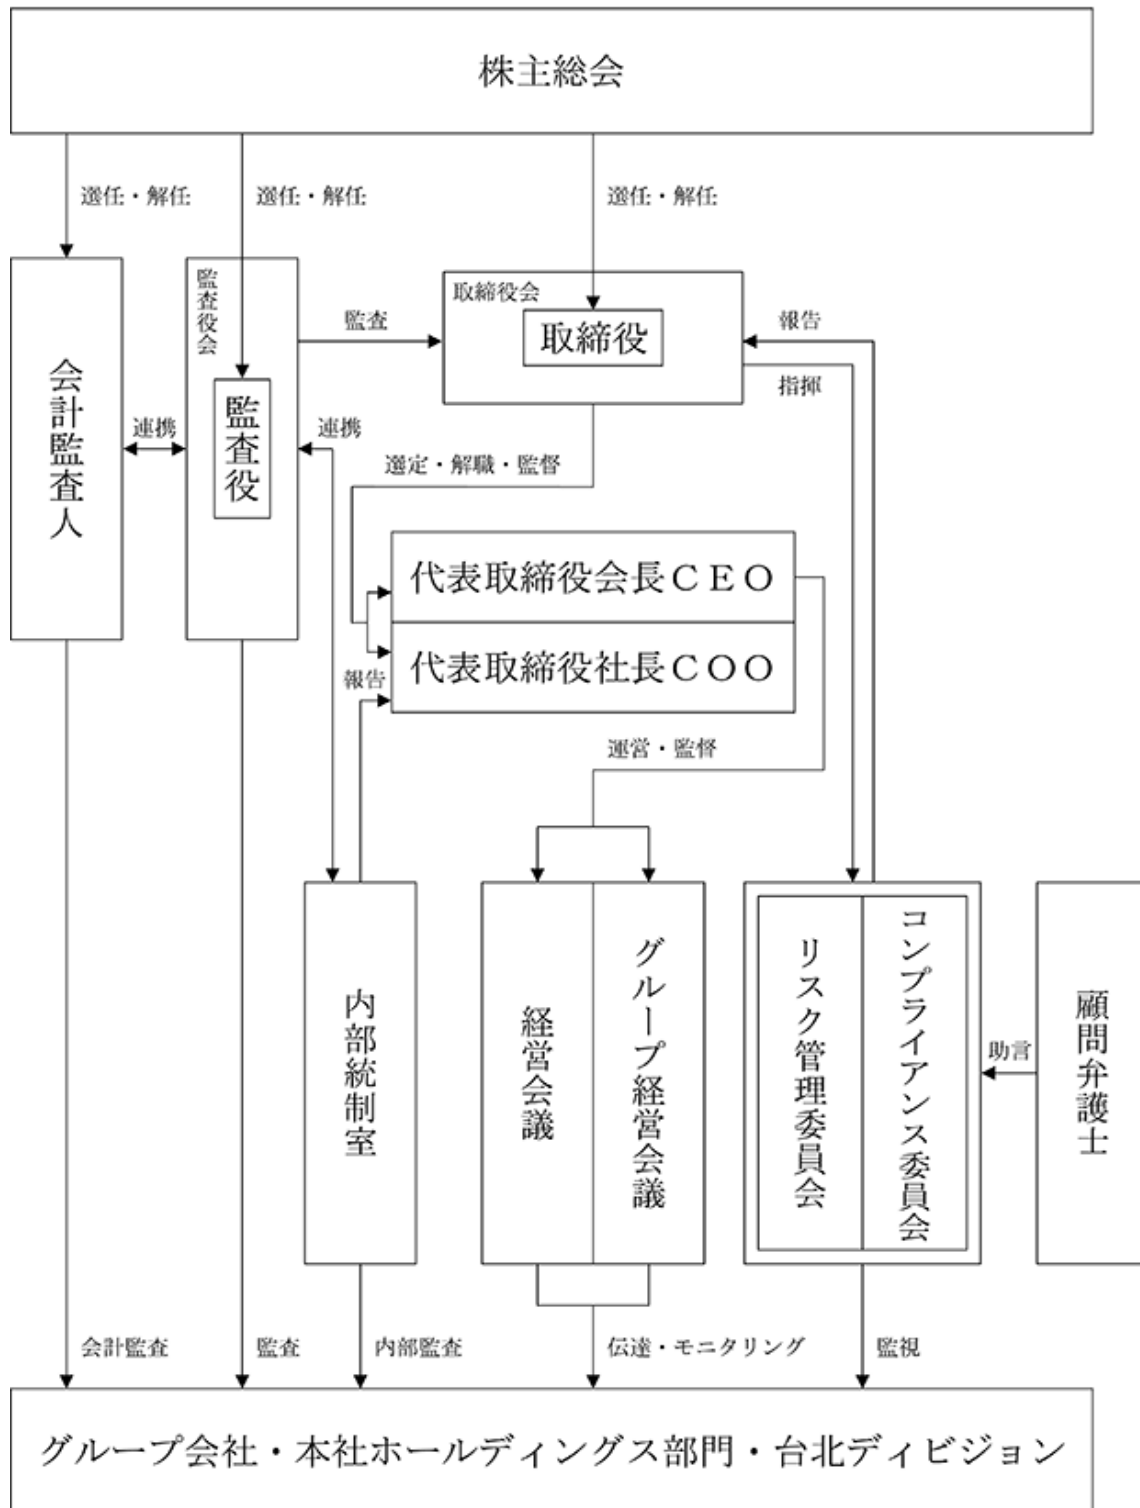 株主総会
選任・解任
選任・解任
選任・解任
会計監査人
監査役会
監査役
取締役会
取締役
監査
報告
指揮
連携
連携
選定・解職・監督
代表取締役会長CEO
代表取締役社長COO
報告
運営・監督
内部統制室
経営会議
グループ経営会議
リスク管理委員会
コンプライアンス委員会
助言
顧問弁護士
会計監査
監査
内部監査
伝達・モニタリング
監視
グループ会社・本社ホールディングス部門・台北ディビジョン